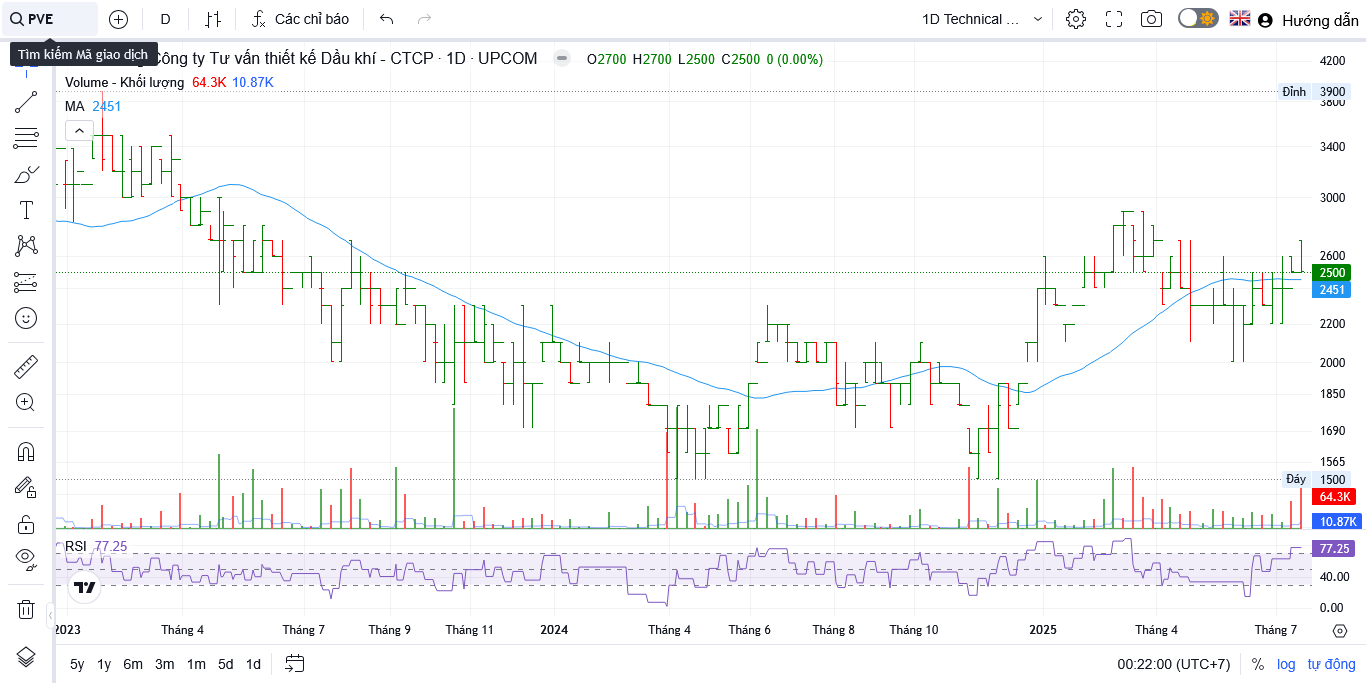 PVE
D
Các chỉ báo
1D Technical ...
Hướng dẫn
Tìm kiếm Mã giao dịch
Công ty Tư vấn thiết kế Dầu khí - CTCP · 1D · UPCOM
O2700 H2700 L2500 C2500 0 (0.00%)
Volume - Khối lượng 64.3K 10.87K
MA 2451
4200
Đỉnh 3900
3800
3400
3000
2600
2500
2451
2200
2000
1850
1690
1565
Đáy 1500
64.3K
10.87K
RSI 77.25
77.25
40.00
0.00
2023 Tháng 4 Tháng 7 Tháng 9 Tháng 11 2024 Tháng 4 Tháng 6 Tháng 8 Tháng 10 2025 Tháng 4 Tháng 7
5y 1y 6m 3m 1m 5d 1d
00:22:00 (UTC+7) % log tự động